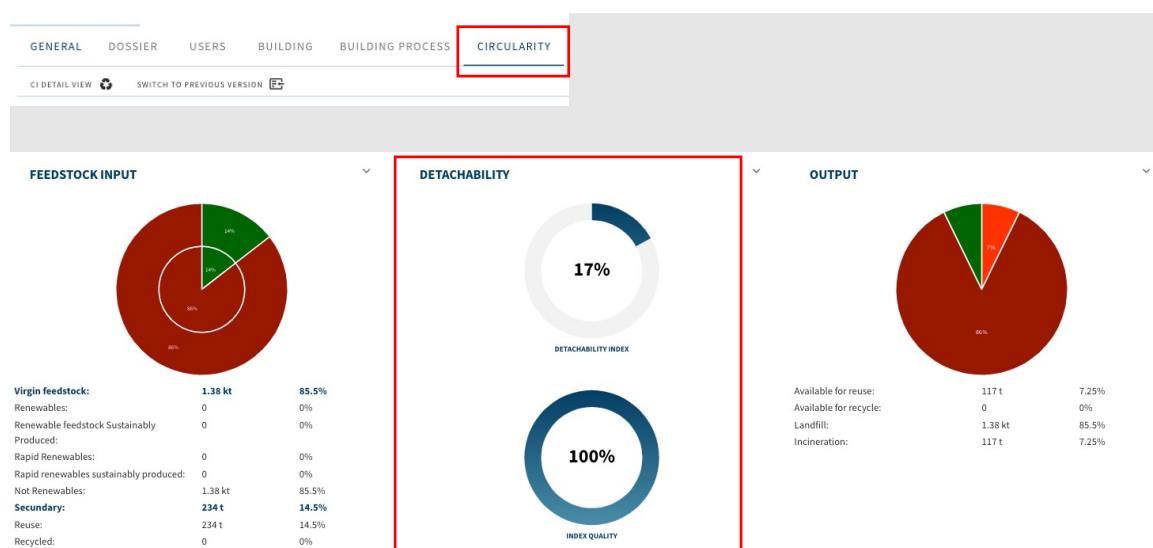 GENERAL DOSSIER USERS BUILDING BUILDING PROCESS CIRCULARITY
CI DETAIL VIEW SWITCH TO PREVIOUS VERSION
FEEDSTOCK INPUT
14%
14%
86%
86%
Virgin feedstock: 1.38 kt 85.5%
Renewables: 0 0%
Renewable feedstock Sustainably
Produced: 0 0%
Rapid Renewables: 0 0%
Rapid renewables sustainably produced: 0 0%
Not Renewables: 1.38 kt 85.5%
Secundary: 234 t 14.5%
Reuse: 234 t 14.5%
Recycled: 0 0%
DETACHABILITY
17%
DETACHABILITY INDEX
100%
INDEX QUALITY
OUTPUT
7%
86%
Available for reuse: 117 t 7.25%
Available for recycle: 0 0%
Landfill: 1.38 kt 85.5%
Incineration: 117 t 7.25%